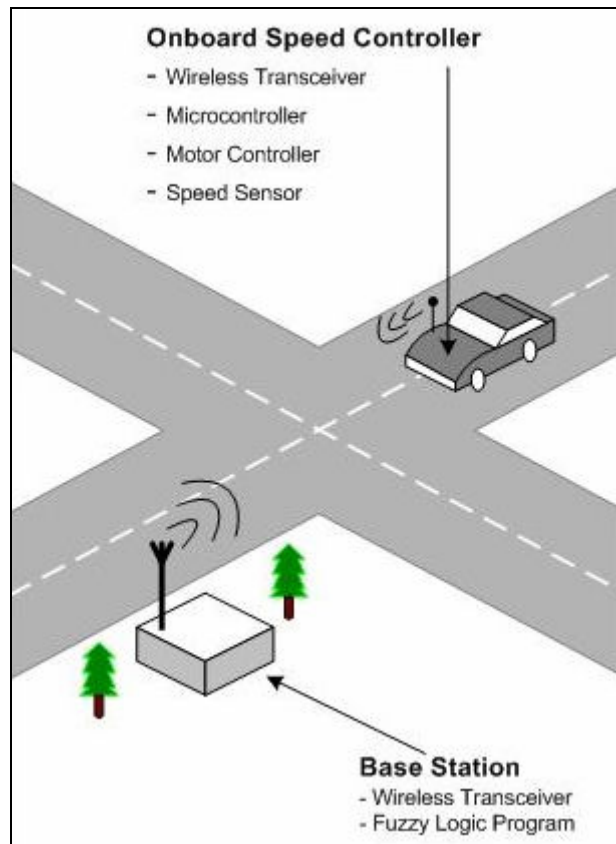 Onboard Speed Controller
- Wireless Transceiver
- Microcontroller
- Motor Controller
- Speed Sensor
Base Station
- Wireless Transceiver
- Fuzzy Logic Program